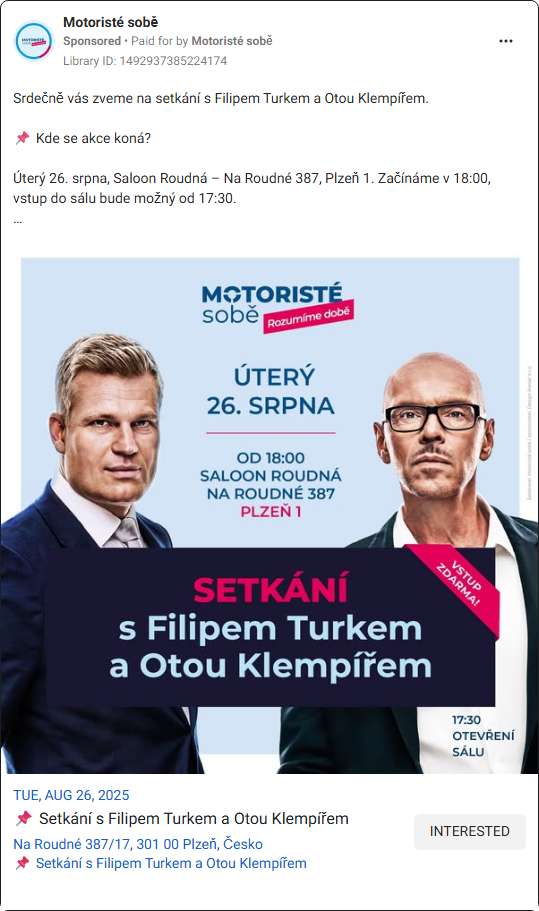 Motoristé sobě
Sponsored • Paid for by Motoristé sobě
Library ID: 1492937385224174
Srdečně vás zveme na setkání s Filipem Turkem a Otou Klempířem.
📌 Kde se akce koná?
Úterý 26. srpna, Saloon Roudná – Na Roudné 387, Plzeň 1. Začínáme v 18:00,
vstup do sálu bude možný od 17:30.
...
MOTORISTÉ
sobě
Rozumíme době
ÚTERÝ
26. SRPNA
OD 18:00
SALOON ROUDNÁ
NA ROUDNÉ 387
PLZEŇ 1
VSTUP
ZDARMA!
SETKÁNÍ
s Filipem Turkem
a Otou Klempířem
17:30
OTEVŘENÍ
SÁLU
TUE, AUG 26, 2025
📌 Setkání s Filipem Turkem a Otou Klempířem
Na Roudné 387/17, 301 00 Plzeň, Česko
📌 Setkání s Filipem Turkem a Otou Klempířem
INTERESTED